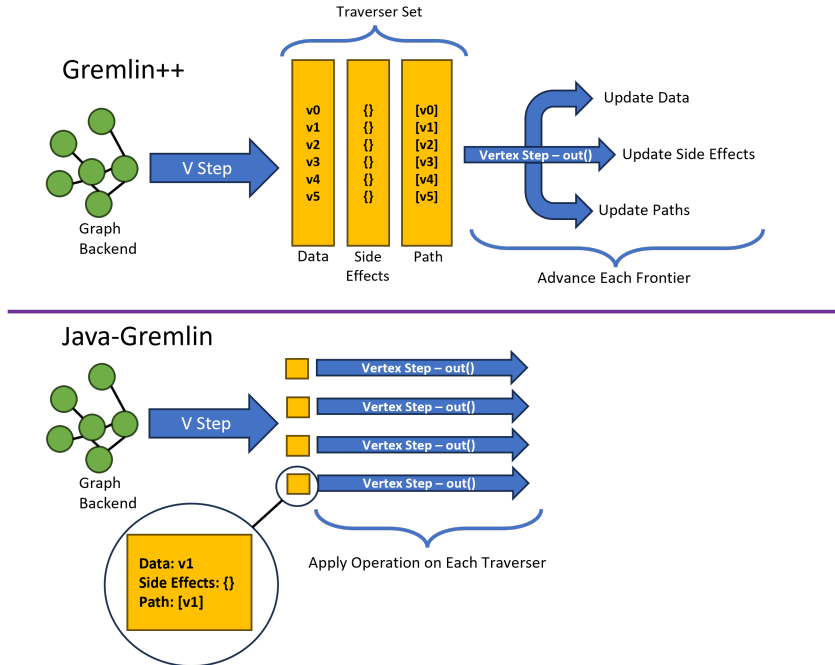 Traverser Set
Gremlin++
Graph
Backend
V Step
v0
v1
v2
v3
v4
v5
{}
{}
{}
{}
{}
{}
[v0]
[v1]
[v2]
[v3]
[v4]
[v5]
Data
Side
Effects
Path
Vertex Step – out()
Update Data
Update Side Effects
Update Paths
Advance Each Frontier
Java-Gremlin
Graph
Backend
V Step
Vertex Step – out()
Vertex Step – out()
Vertex Step – out()
Vertex Step – out()
Apply Operation on Each Traverser
Data: v1
Side Effects: {}
Path: [v1]